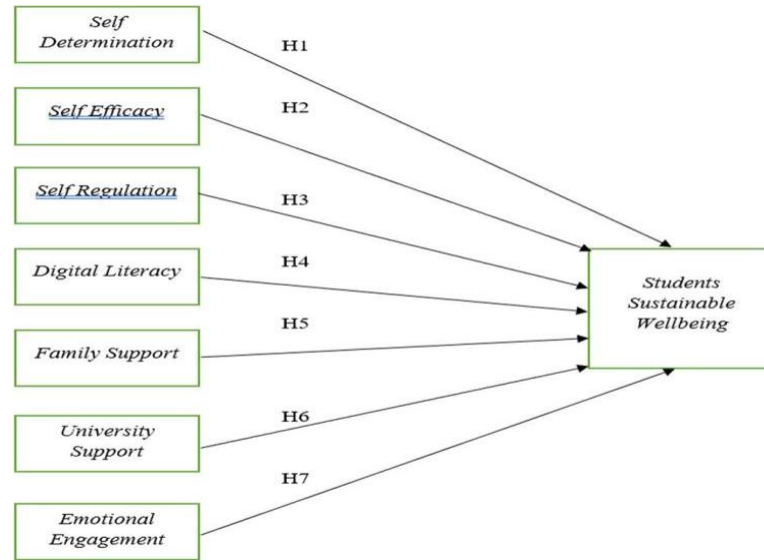 Self
Determination
H1
Self Efficacy
H2
Self Regulation
H3
Digital Literacy
H4
Family Support
H5
University
Support
H6
Emotional
Engagement
H7
Students
Sustainable
Wellbeing